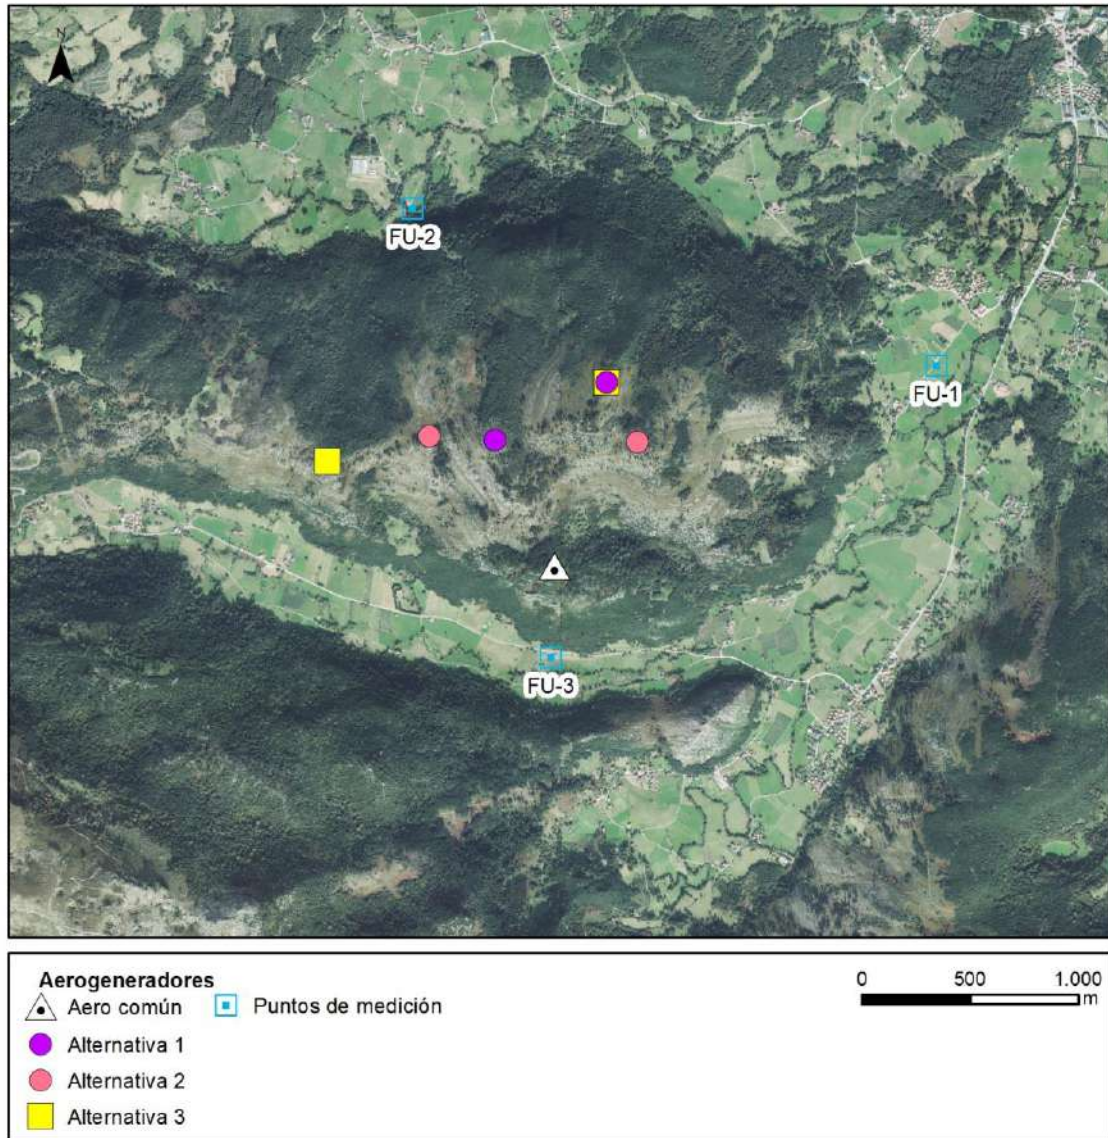 N
FU-2
FU-1
FU-3
Aerogeneradores
Aero común
Puntos de medición
Alternativa 1
Alternativa 2
Alternativa 3
0 500 1.000
m